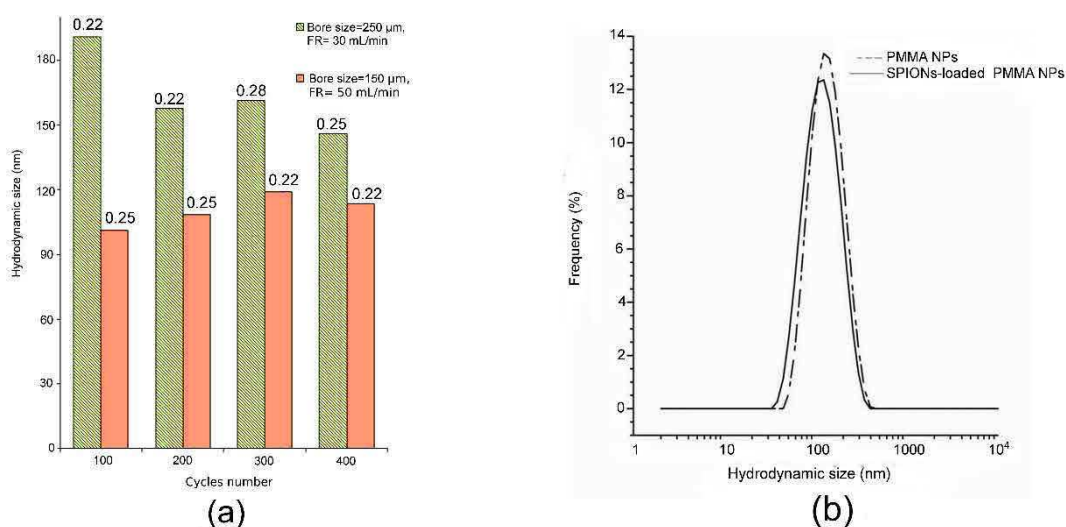 0.22
0.22
0.28
0.25
0.25
0.25
0.22
0.22
Bore size=250 µm,
FR= 30 mL/min
Bore size=150 µm,
FR= 50 mL/min
180
150
120
90
60
30
0
Hydrodynamic size (nm)
100 200 300 400
Cycles number
(a)
14
12
10
8
6
4
2
0
Frequency (%)
PMMA NPs
SPIONs-loaded PMMA NPs
1 10 100 1000 10⁴
Hydrodynamic size (nm)
(b)